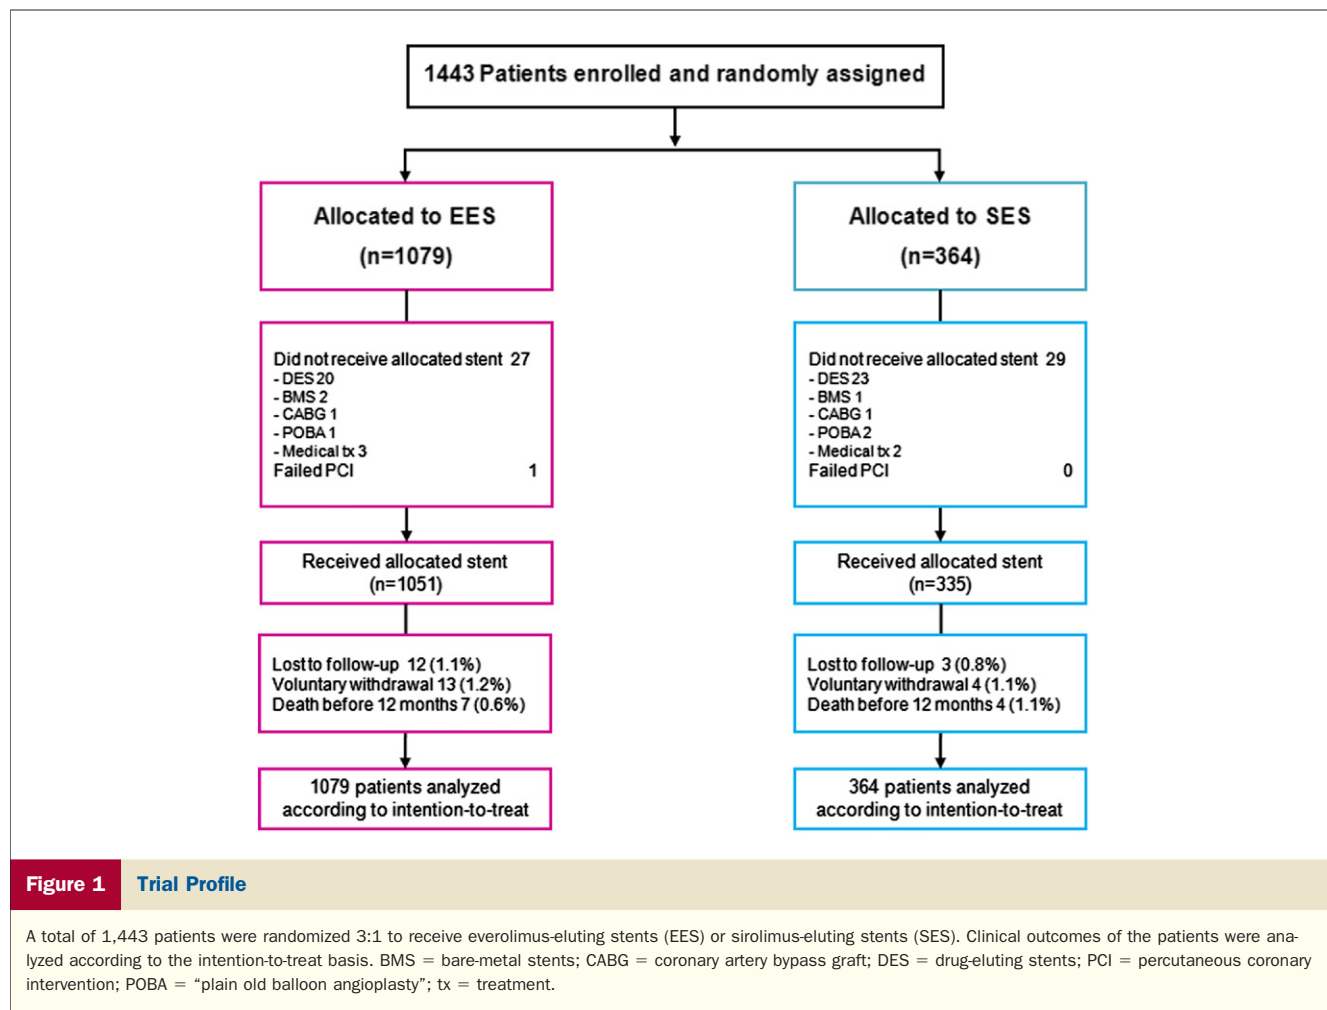 1443 Patients enrolled and randomly assigned
Allocated to EES
(n=1079)
Did not receive allocated stent 27
- DES 20
- BMS 2
- CABG 1
- POBA 1
- Medical tx 3
Failed PCI 1
Received allocated stent
(n=1051)
Lost to follow-up 12 (1.1%)
Voluntary withdrawal 13 (1.2%)
Death before 12 months 7 (0.6%)
1079 patients analyzed
according to intention-to-treat
Allocated to SES
(n=364)
Did not receive allocated stent 29
- DES 23
- BMS 1
- CABG 1
- POBA 2
- Medical tx 2
Failed PCI 0
Received allocated stent
(n=335)
Lost to follow-up 3 (0.8%)
Voluntary withdrawal 4 (1.1%)
Death before 12 months 4 (1.1%)
364 patients analyzed
according to intention-to-treat
Figure 1 Trial Profile
A total of 1,443 patients were randomized 3:1 to receive everolimus-eluting stents (EES) or sirolimus-eluting stents (SES). Clinical outcomes of the patients were ana-
lyzed according to the intention-to-treat basis. BMS = bare-metal stents; CABG = coronary artery bypass graft; DES = drug-eluting stents; PCI = percutaneous coronary
intervention; POBA = “plain old balloon angioplasty”; tx = treatment.